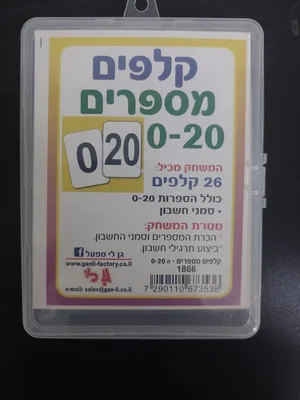 קלפים
מספרים
0-20
0 20
המשחק מכיל:
26 קלפים
כולל הספרות 0-20
• סמני חשבון
מטרת המשחק:
* הכרת המספרים וסמני החשבון.
*ביצוע תרגילי חשבון.
גן לי מפעל
www.ganli-factory.co.il
קלפים מספרים - 0-20
1866
e-mail: sales@gan-li.co.il
7 290110 673536